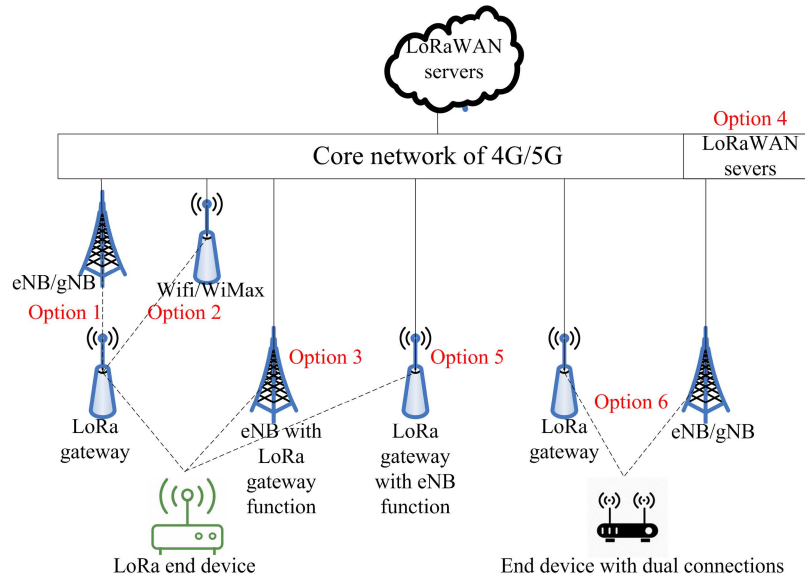 LoRaWAN
servers
Option 4
Core network of 4G/5G
LoRaWAN
severs
eNB/gNB
Wifi/WiMax
Option 1
Option 2
Option 3
Option 5
Option 6
LoRa
gateway
eNB with
LoRa
gateway
function
LoRa
gateway
with eNB
function
LoRa
gateway
eNB/gNB
LoRa end device
End device with dual connections